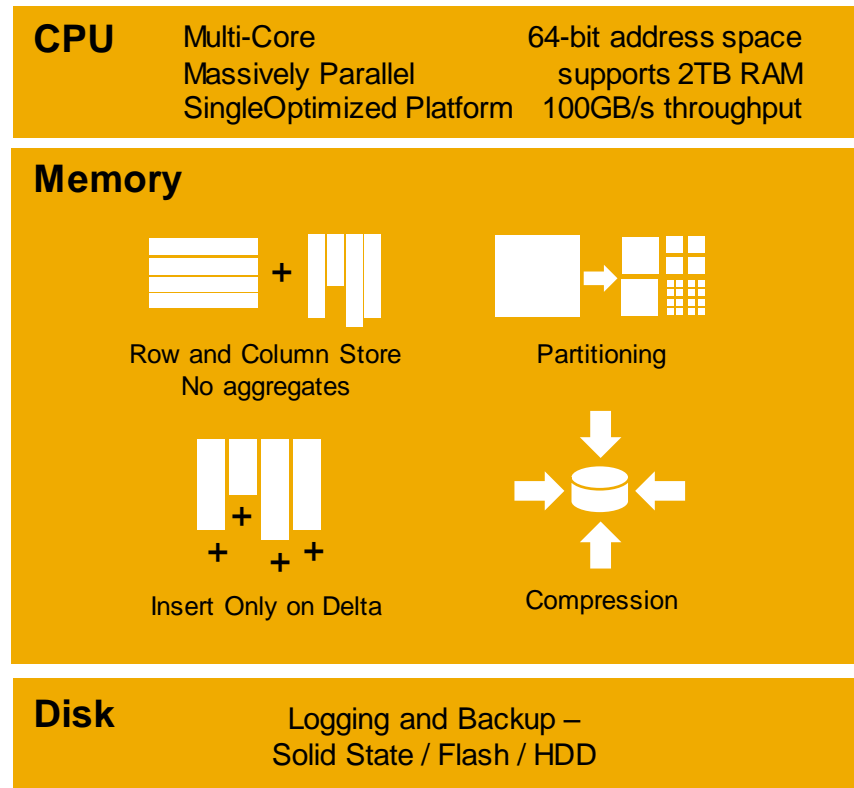 CPU
Multi-Core 64-bit address space
Massively Parallel supports 2TB RAM
SingleOptimized Platform 100GB/s throughput
Memory
+
Row and Column Store
No aggregates
Partitioning
+
+ + +
Insert Only on Delta
Compression
Disk
Logging and Backup –
Solid State / Flash / HDD